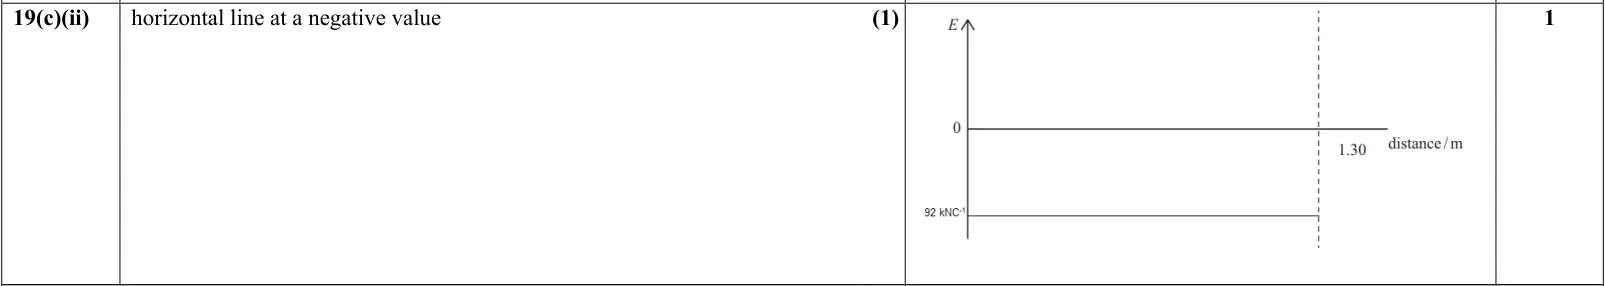 19(c)(ii)
horizontal line at a negative value (1)
E
0
1.30
distance/m
92 kNC⁻¹
1